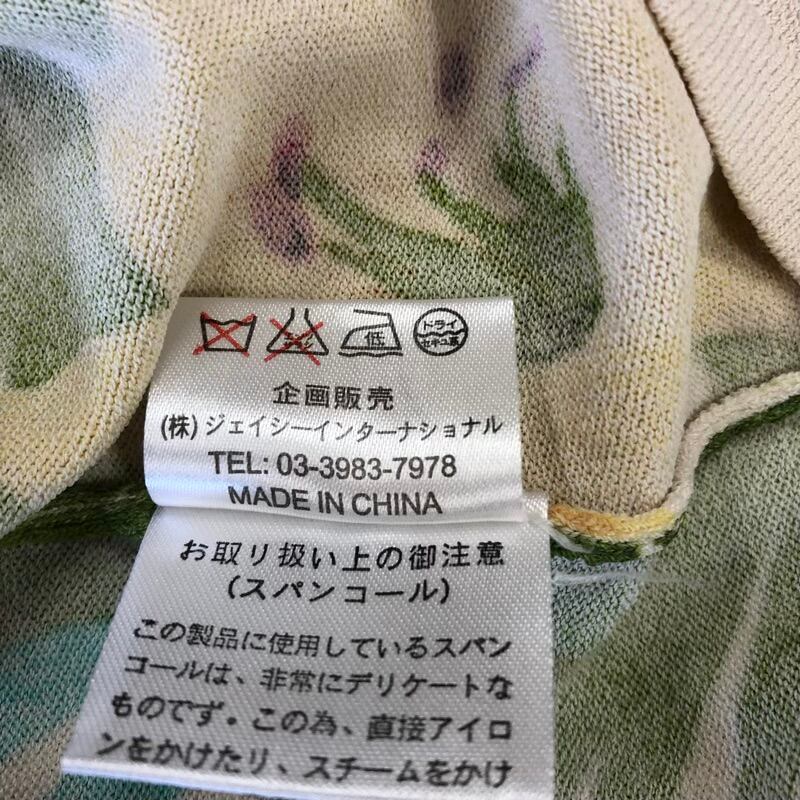 低
ドライ
セキユ系
企画販売
(株)ジェイシーインターナショナル
TEL: 03-3983-7978
MADE IN CHINA
お取り扱い上の御注意
(スパンコール)
この製品に使用しているスパン
コールは、非常にデリケートな
ものでず。この為、直接アイロ
ンをかけたり、スチームをかけ